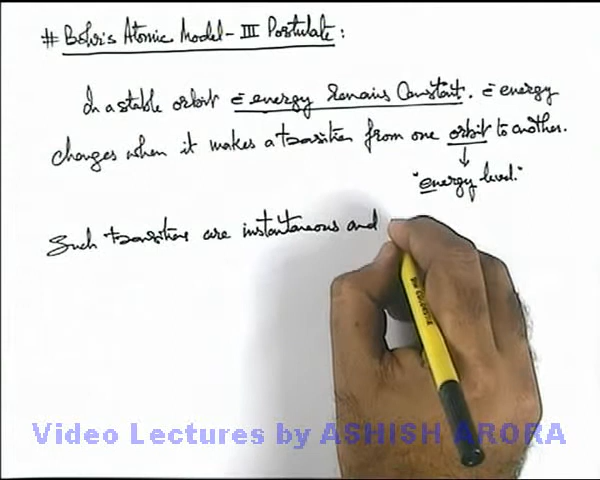 # Bohr's Atomic Model - III Postulate :
In a stable orbit ē energy remains Constant. ē energy
changes when it makes a transition from one orbit to another.
"energy level."
Such transitions are instantaneous and
Video Lectures by ASHISH ARORA